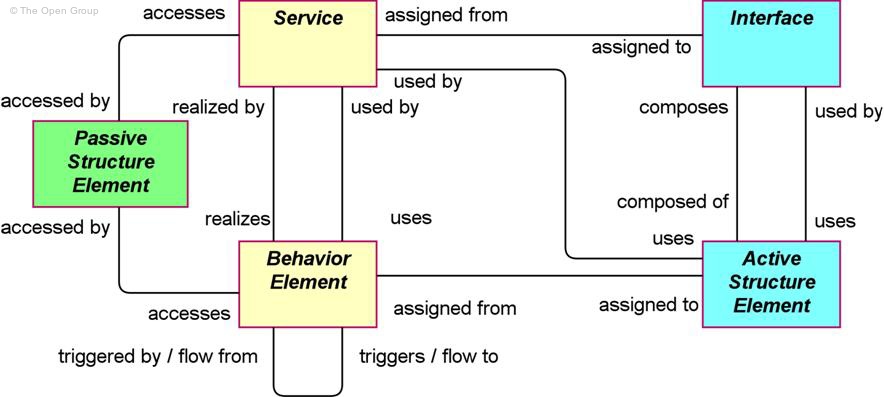 © The Open Group
accesses
Service
assigned from
Interface
assigned to
used by
accessed by
realized by
used by
composes
used by
Passive
Structure
Element
composed of
accessed by
realizes
uses
uses
uses
Behavior
Element
Active
Structure
Element
accesses
assigned from
assigned to
triggered by / flow from
triggers / flow to